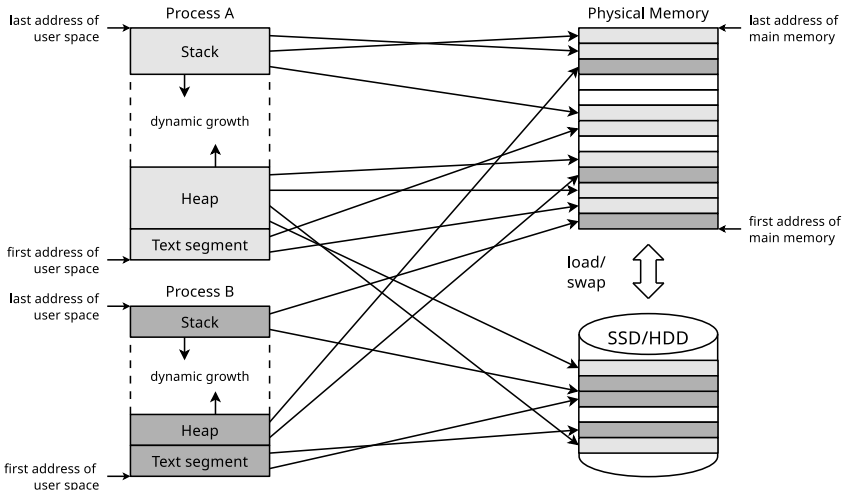 Process A
Physical Memory
last address of
user space
Stack
last address of
main memory
dynamic growth
Heap
Text segment
first address of
user space
first address of
main memory
load/
swap
Process B
last address of
user space
Stack
SSD/HDD
dynamic growth
Heap
Text segment
first address of
user space